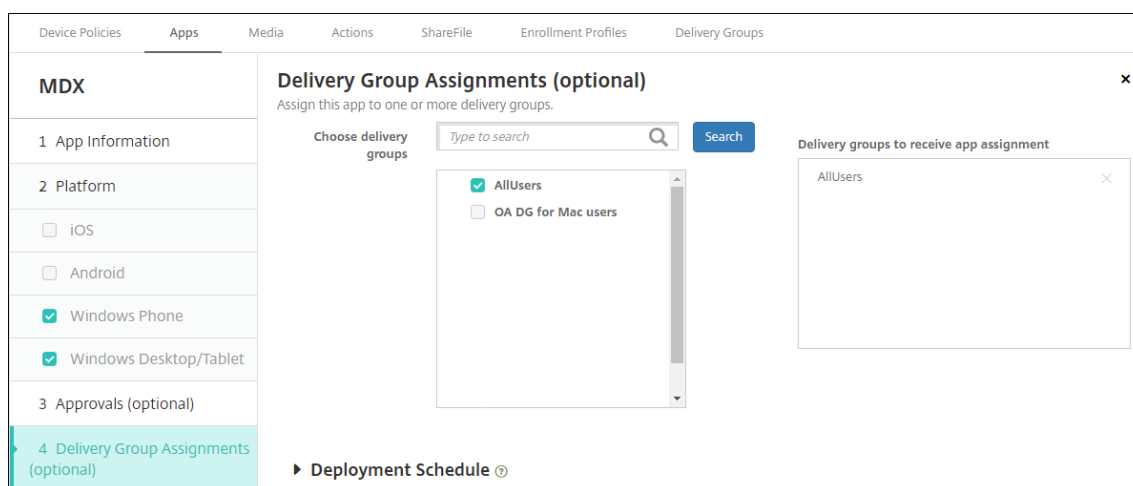 Device Policies Apps Media Actions ShareFile Enrollment Profiles Delivery Groups
MDX
1 App Information
2 Platform
iOS
Android
Windows Phone
Windows Desktop/Tablet
3 Approvals (optional)
4 Delivery Group Assignments
(optional)
Delivery Group Assignments (optional)
Assign this app to one or more delivery groups.
Choose delivery
groups
Type to search
Search
AllUsers
OA DG for Mac users
Delivery groups to receive app assignment
AllUsers
Deployment Schedule